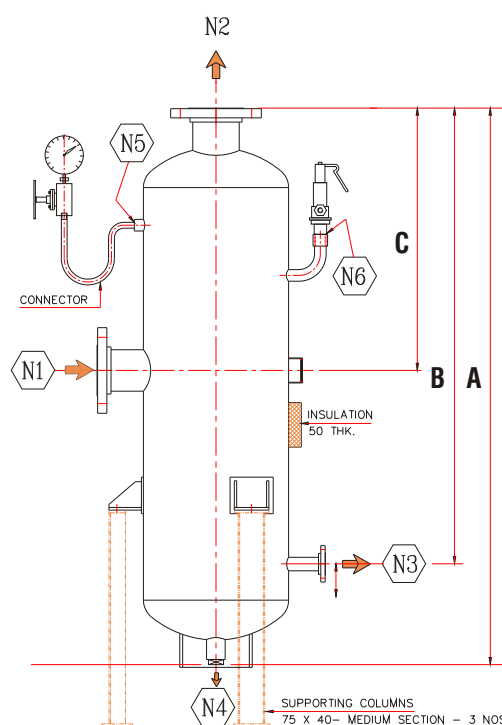 N2
N5
N6
C
CONNECTOR
N1
B
A
INSULATION
50 THK.
N3
N4
SUPPORTING COLUMNS
75 X 40- MEDIUM SECTION - 3 NOS